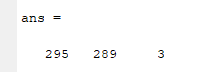 ans =
295 289 3